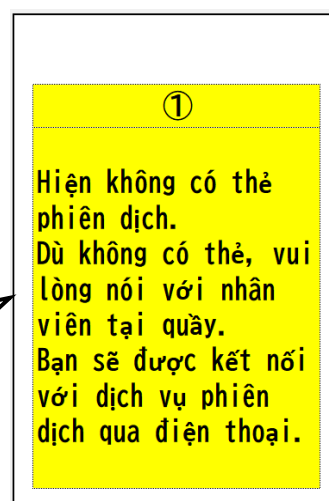 ①
Hiện không có thẻ
phiên dịch.
Dù không có thẻ, vui
lòng nói với nhân
viên tại quầy.
Bạn sẽ được kết nối
với dịch vụ phiên
dịch qua điện thoại.